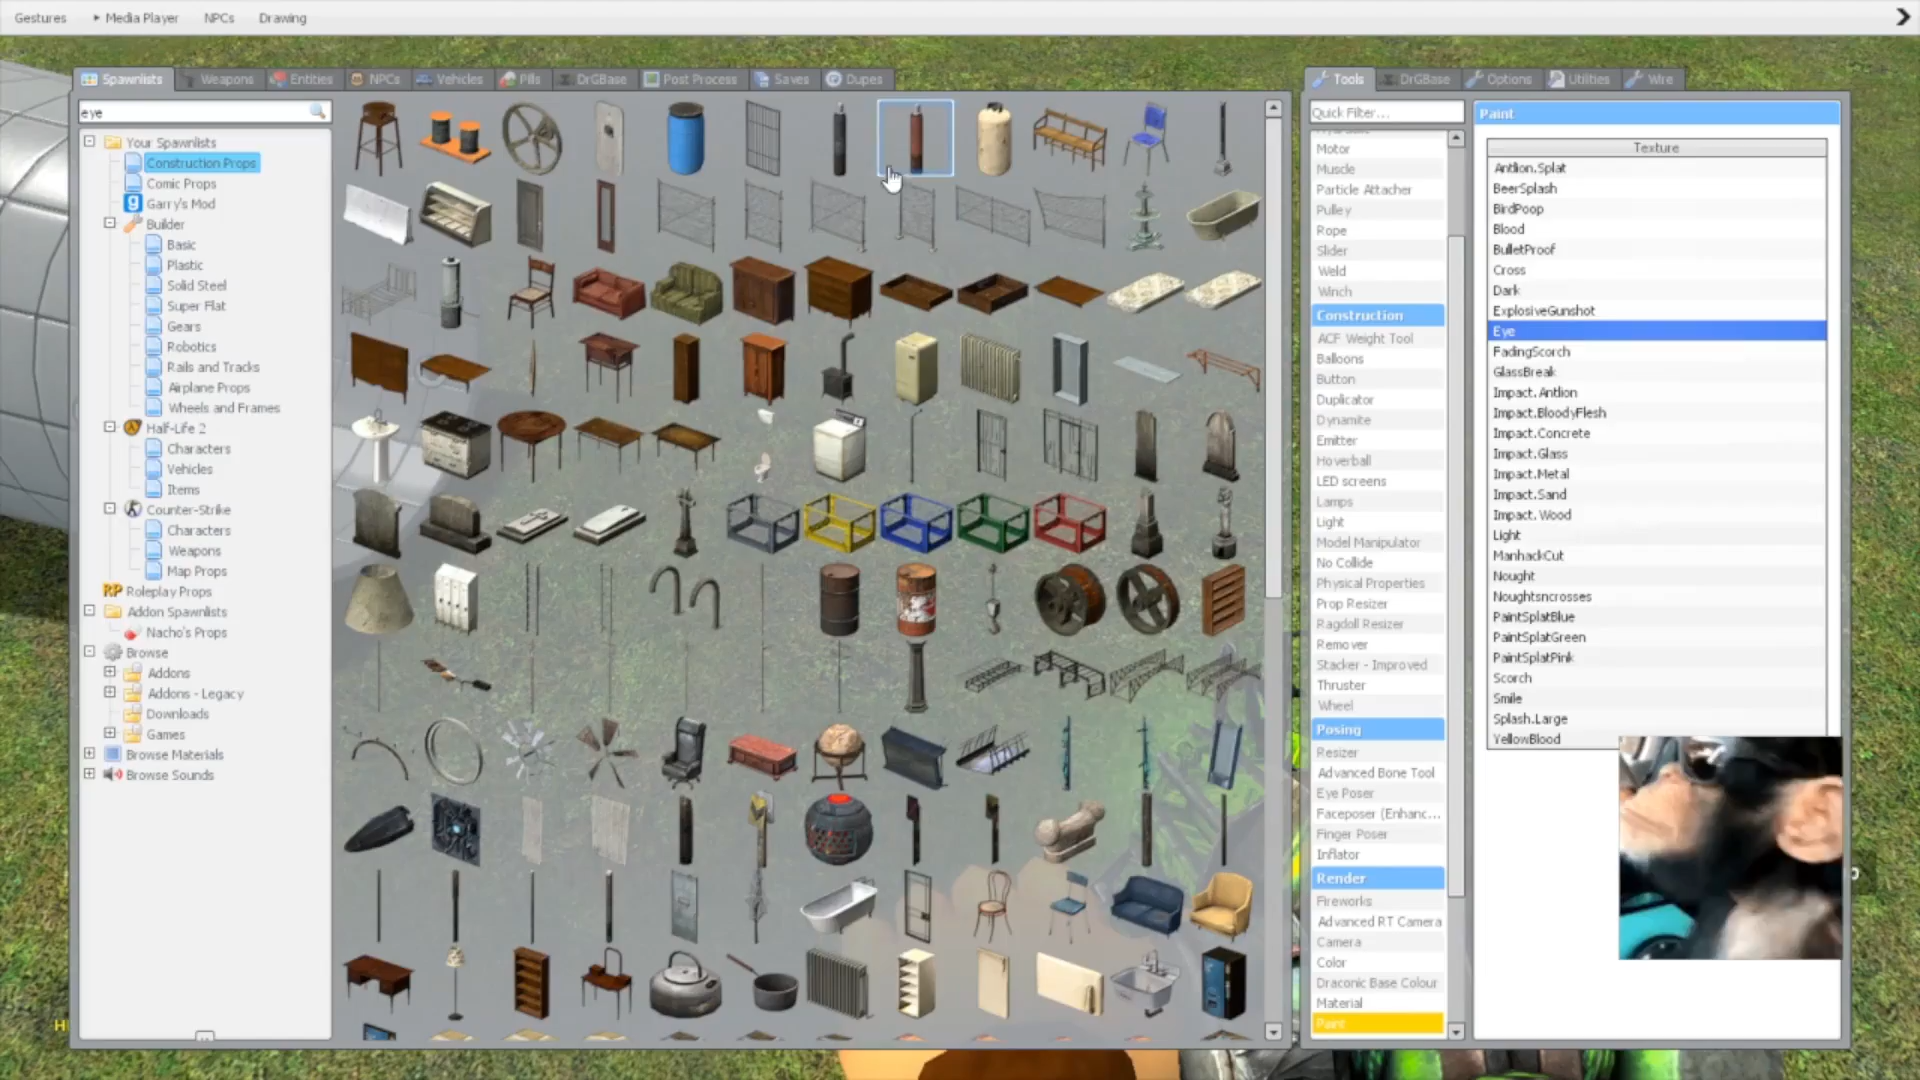 Gestures
Media Player
NPCs
Drawing
Spawnlists
Weapons
Entities
NPCs
Vehicles
Pills
DrGBase
Post Process
Saves
Dupes
eye
Your Spawnlists
Construction Props
Comic Props
Garry's Mod
Builder
Basic
Plastic
Solid Steel
Super Flat
Gears
Robotics
Rails and Tracks
Airplane Props
Wheels and Frames
Half-Life 2
Characters
Vehicles
Items
Counter-Strike
Characters
Weapons
Map Props
RP Roleplay Props
Addon Spawnlists
Nacho's Props
Browse
Addons
Addons - Legacy
Downloads
Games
Browse Materials
Browse Sounds
Tools
DrGBase
Options
Utilities
Wire
Quick Filter...
Motor
Muscle
Particle Attacher
Pulley
Rope
Slider
Weld
Winch
Construction
ACF Weight Tool
Balloons
Button
Duplicator
Dynamite
Emitter
Hoverball
LED screens
Lamps
Light
Model Manipulator
No Collide
Physical Properties
Prop Resizer
Ragdoll Resizer
Remover
Stacker - Improved
Thruster
Wheel
Posing
Resizer
Advanced Bone Tool
Eye Poser
Faceposer (Enhanc...
Finger Poser
Inflator
Render
Fireworks
Advanced RT Camera
Camera
Color
Draconic Base Colour
Material
Paint
Paint
Texture
Antlion.Splat
BeerSplash
BirdPoop
Blood
BulletProof
Cross
Dark
ExplosiveGunshot
Eye
FadingScorch
GlassBreak
Impact.Antlion
Impact.BloodyFlesh
Impact.Concrete
Impact.Glass
Impact.Metal
Impact.Sand
Impact.Wood
Light
ManhackCut
Nought
Noughtsncrosses
PaintSplatBlue
PaintSplatGreen
PaintSplatPink
Scorch
Smile
Splash.Large
YellowBlood